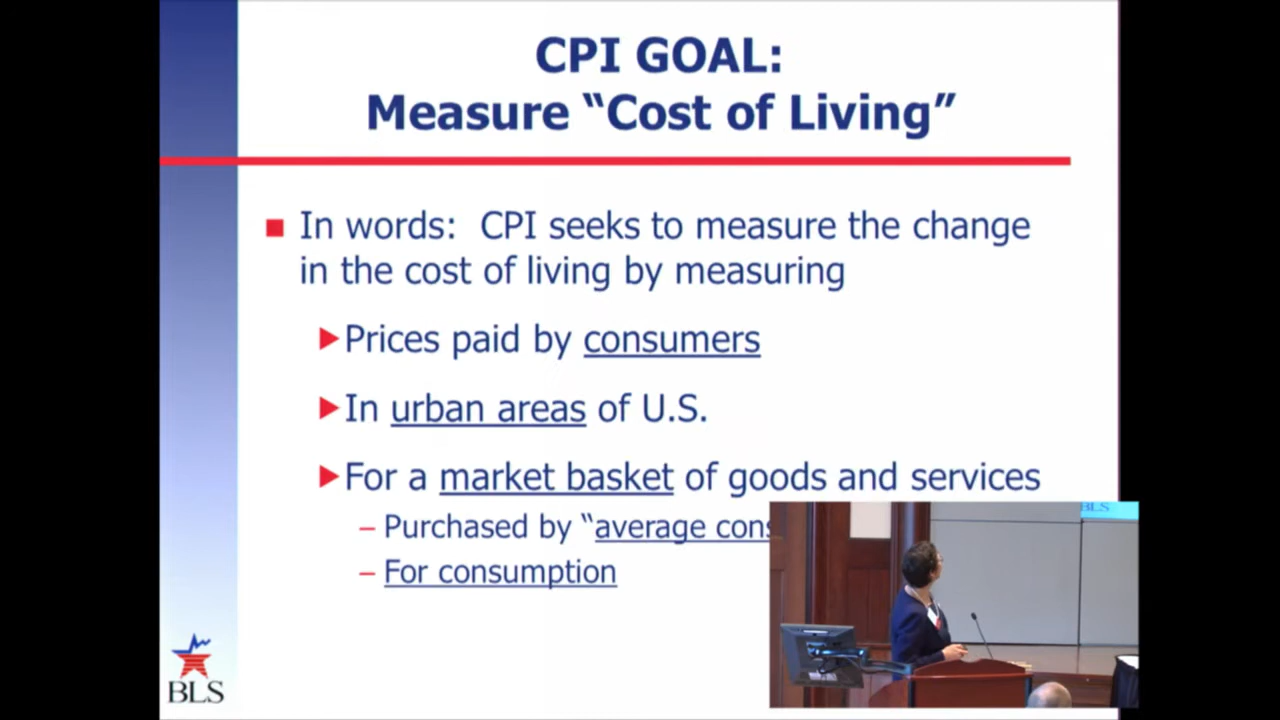 CPI GOAL:
Measure “Cost of Living”
In words: CPI seeks to measure the change
in the cost of living by measuring
Prices paid by consumers
In urban areas of U.S.
For a market basket of goods and services
– Purchased by “average
– For consumption
BLS
BLS